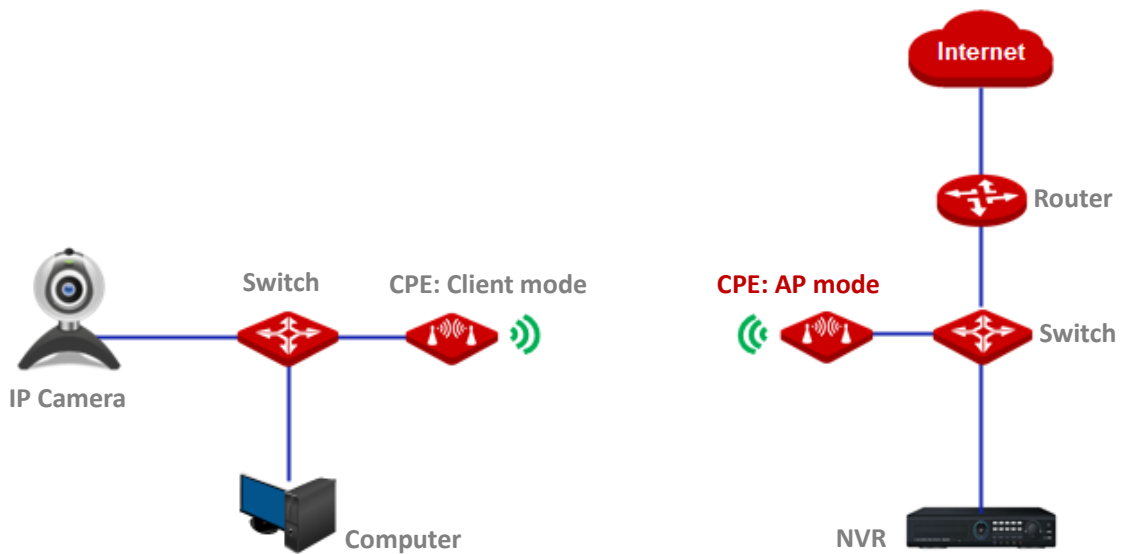 Internet
Router
Switch
CPE: Client mode
CPE: AP mode
Switch
IP Camera
Computer
NVR